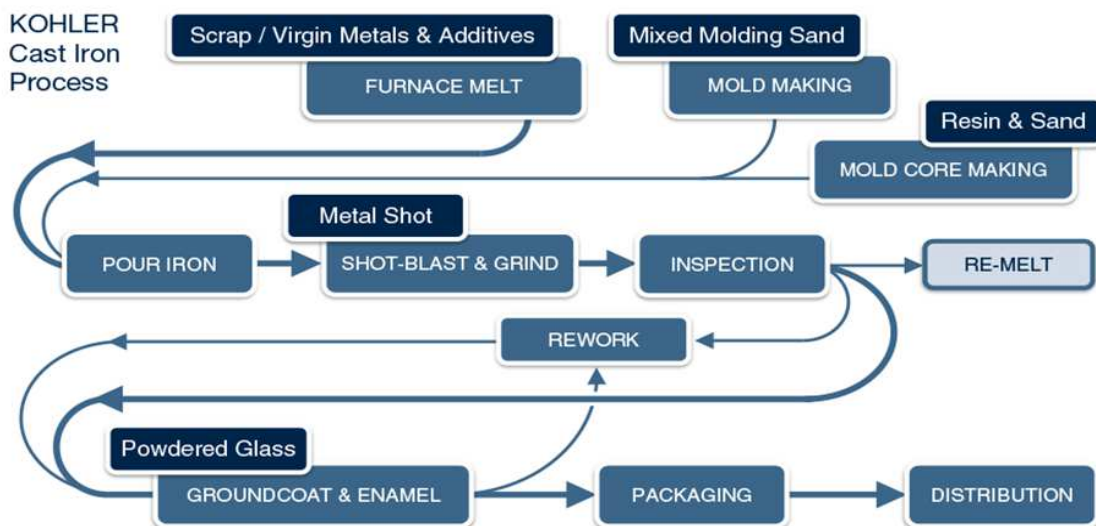 KOHLER
Cast Iron
Process
Scrap / Virgin Metals & Additives
FURNACE MELT
Mixed Molding Sand
MOLD MAKING
Resin & Sand
MOLD CORE MAKING
Metal Shot
POUR IRON
SHOT-BLAST & GRIND
INSPECTION
RE-MELT
REWORK
Powdered Glass
GROUNDCOAT & ENAMEL
PACKAGING
DISTRIBUTION